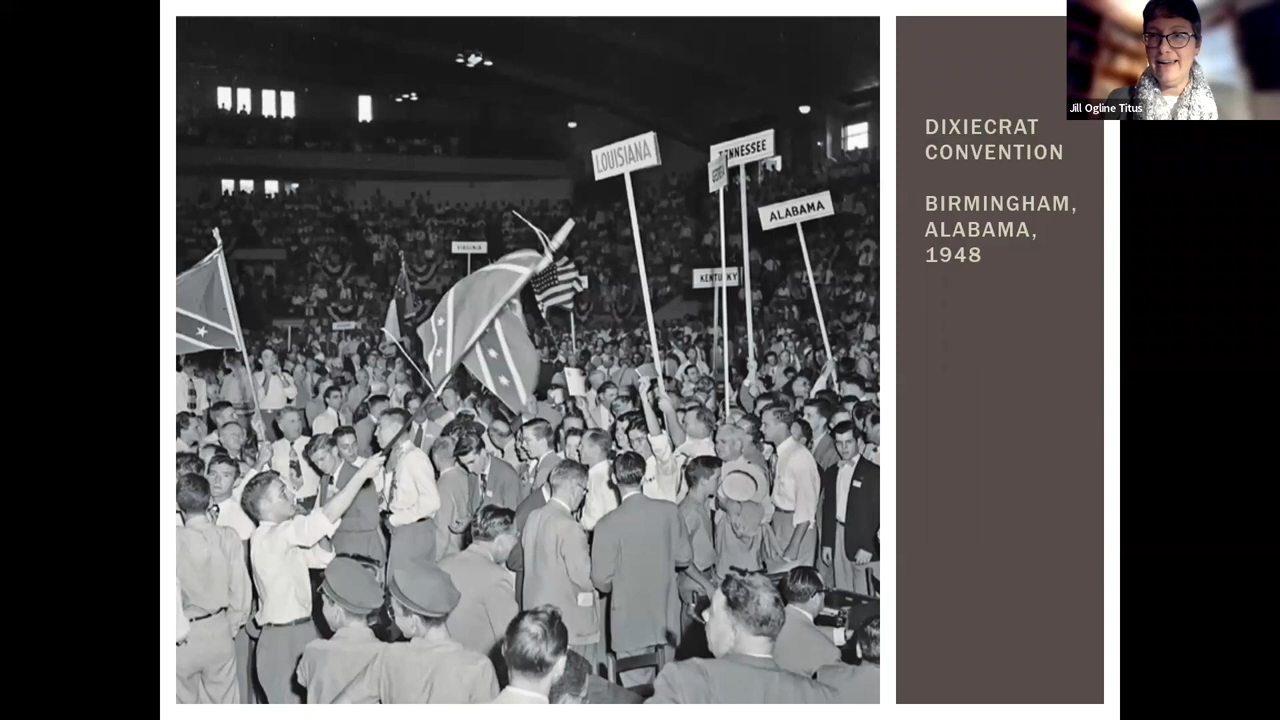 LOUISIANA
TENNESSEE
ALABAMA
VIRGINIA
KENTUCKY
DIXIECRAT
CONVENTION
BIRMINGHAM,
ALABAMA,
1948
Jill Ogline Titus